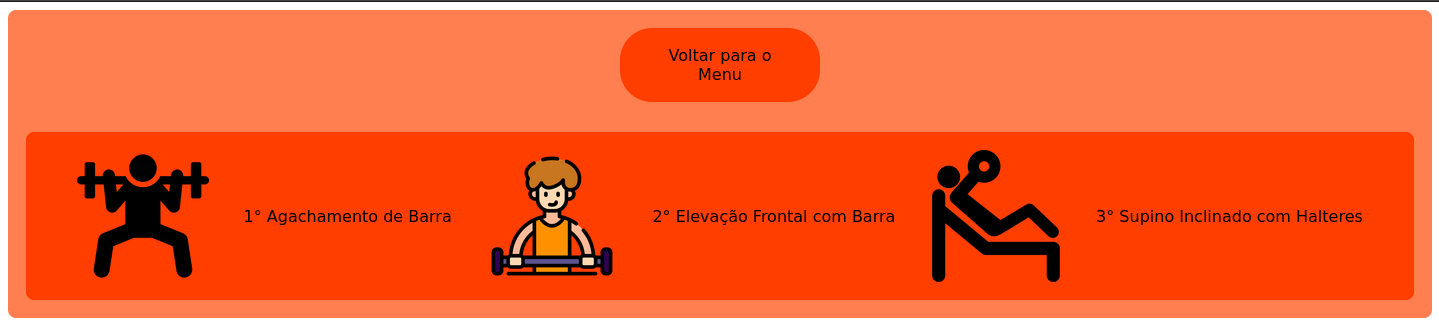 Voltar para o
Menu
1° Agachamento de Barra
2° Elevação Frontal com Barra
3° Supino Inclinado com Halteres